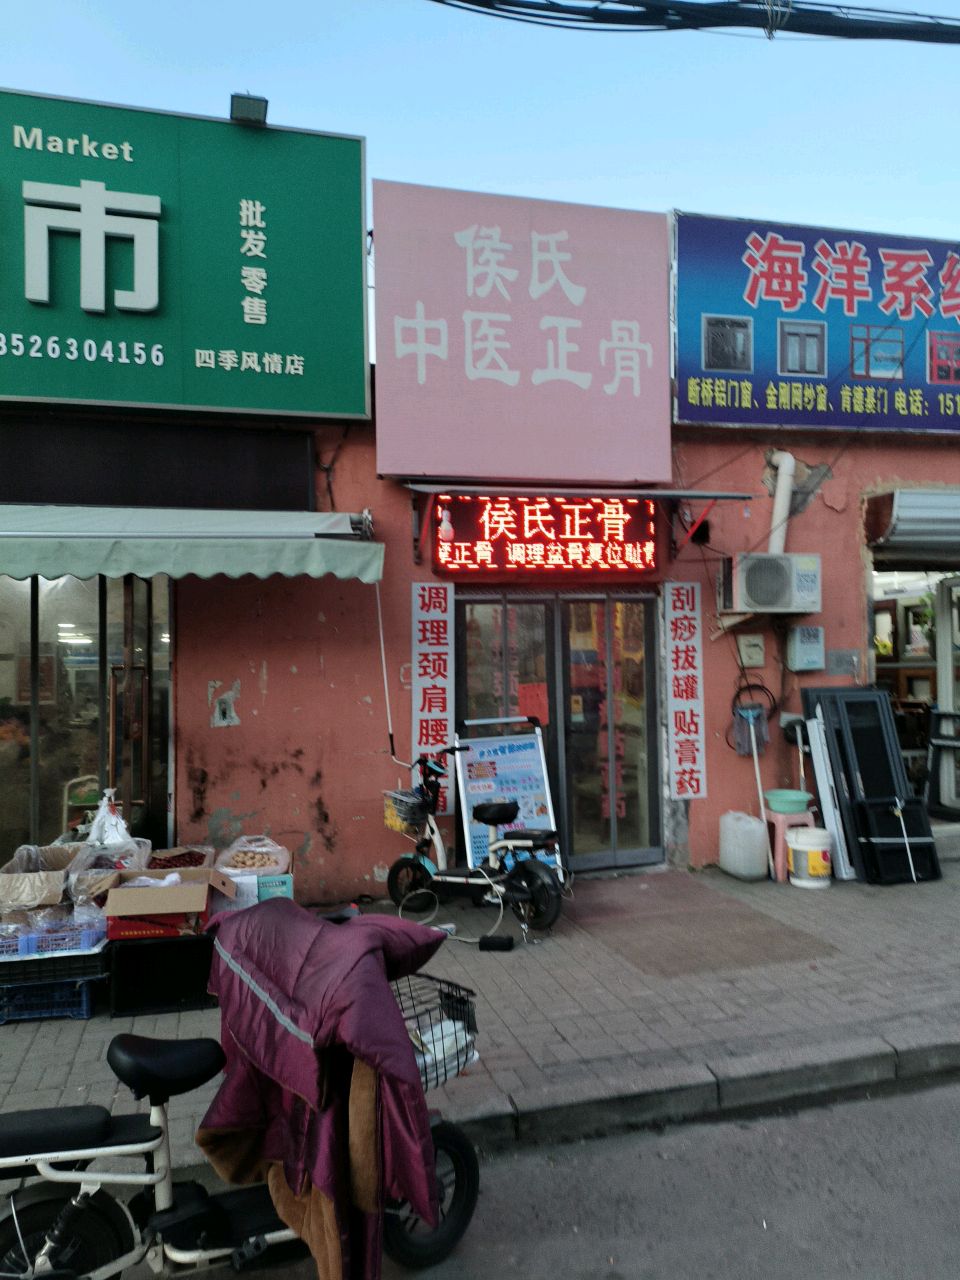 Market
市
批发 零售
8526304156
四季风情店
侯氏
中医正骨
海洋系
断桥铝门窗、金刚网纱窗、肯德基门 电话：151
侯氏正骨
正骨 调理盆骨复位耻骨
调理颈肩腰
刮痧拔罐 贴膏药